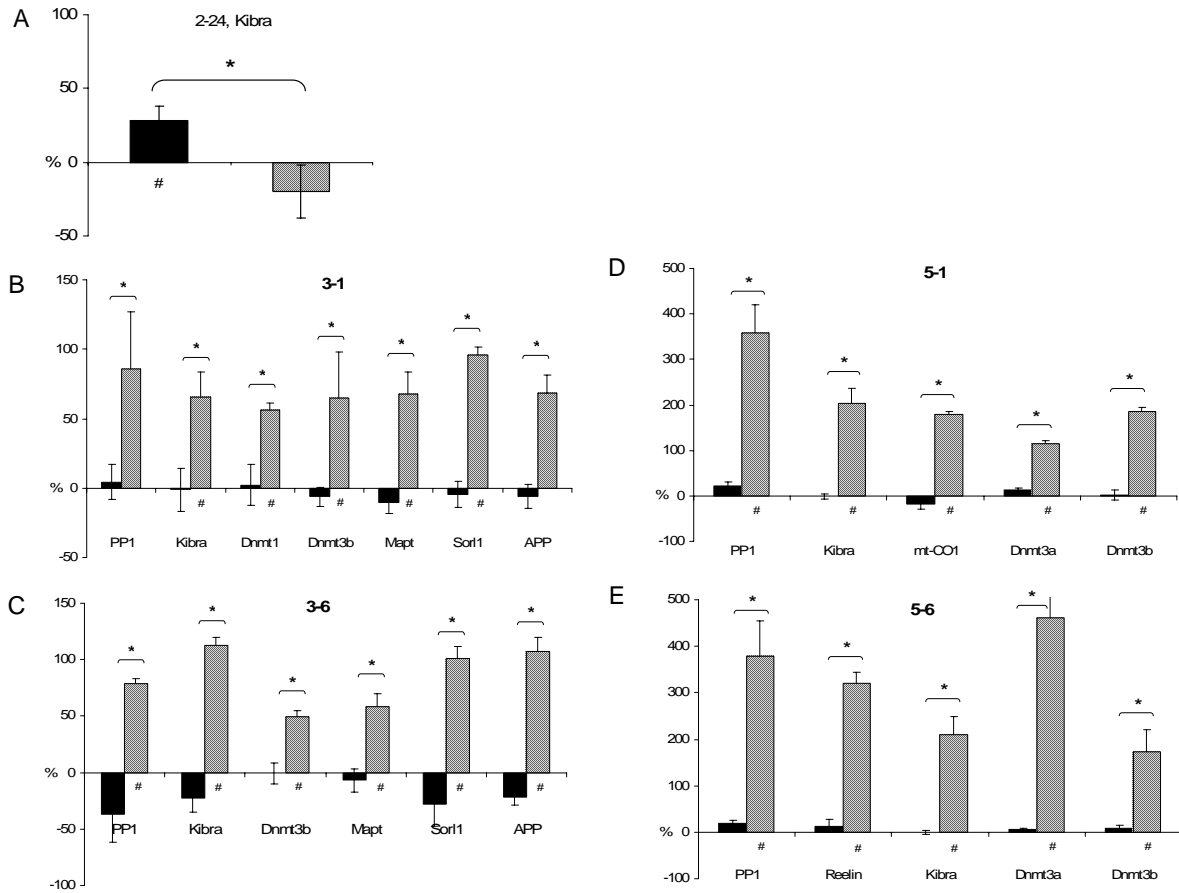 A
2-24, Kibra
100
50
% 0
-50
*
#
B
3-1
150
100
50
% 0
-50
* * * * * * *
# # # # # #
PP1 Kibra Dnmt1 Dnmt3b Mapt Sorl1 APP
C
3-6
150
100
50
% 0
-50
-100
* * * * * *
# # # # # #
PP1 Kibra Dnmt3b Mapt Sorl1 APP
D
5-1
500
400
300
200
100
% 0
-100
* * * * *
# # # # #
PP1 Kibra mt-CO1 Dnmt3a Dnmt3b
E
5-6
500
400
300
200
100
% 0
-100
* * * * *
# # # # #
PP1 Reelin Kibra Dnmt3a Dnmt3b